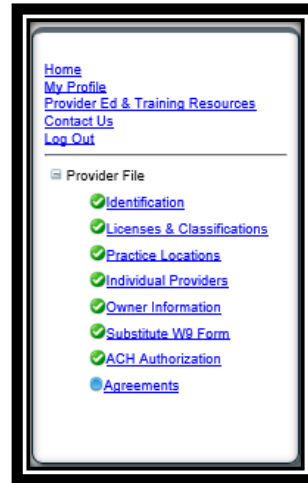 Home
My Profile
Provider Ed & Training Resources
Contact Us
Log Out
Provider File
Identification
Licenses & Classifications
Practice Locations
Individual Providers
Owner Information
Substitute W9 Form
ACH Authorization
Agreements